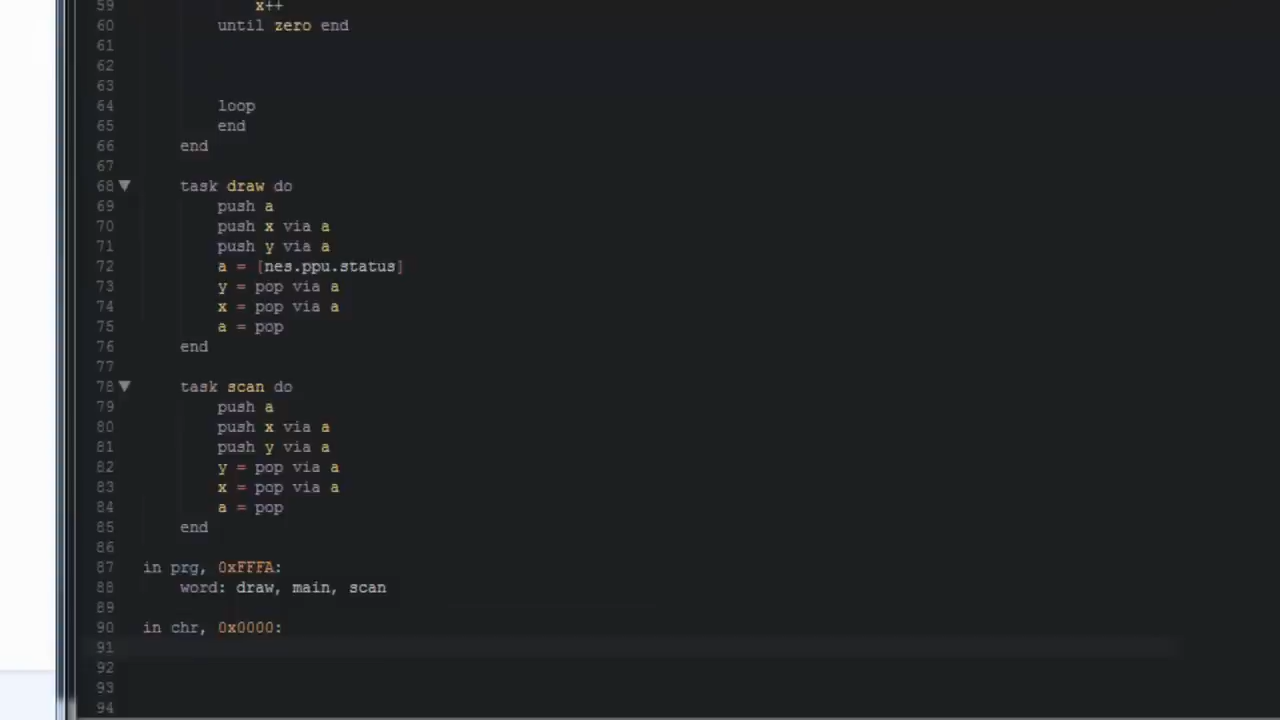 59 x++
60 until zero end
61
62
63
64 loop
65 end
66 end
67
68 task draw do
69 push a
70 push x via a
71 push y via a
72 a = [nes.ppu.status]
73 y = pop via a
74 x = pop via a
75 a = pop
76 end
77
78 task scan do
79 push a
80 push x via a
81 push y via a
82 y = pop via a
83 x = pop via a
84 a = pop
85 end
86
87 in prg, 0xFFFA:
88 word: draw, main, scan
89
90 in chr, 0x0000:
91
92
93
94